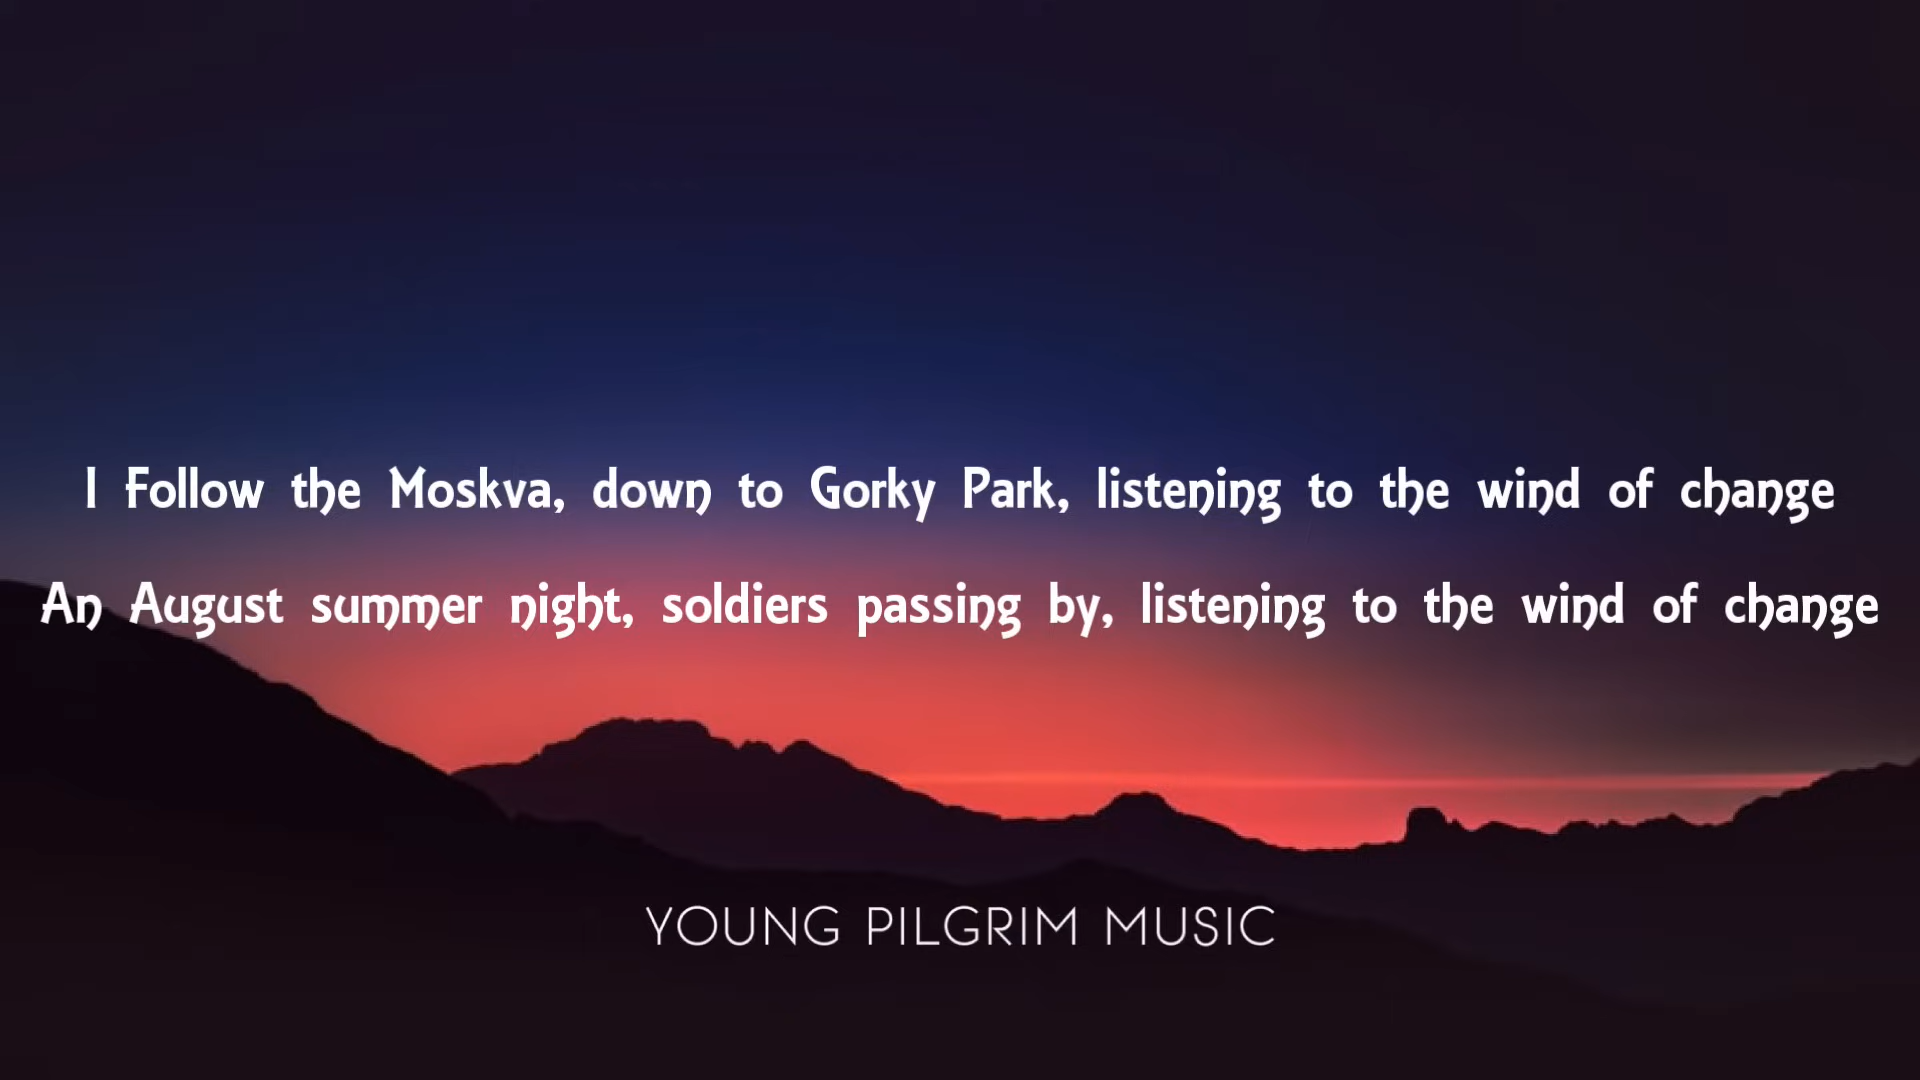 I Follow the Moskva, down to Gorky Park, listening to the wind of change
An August summer night, soldiers passing by, listening to the wind of change
YOUNG PILGRIM MUSIC